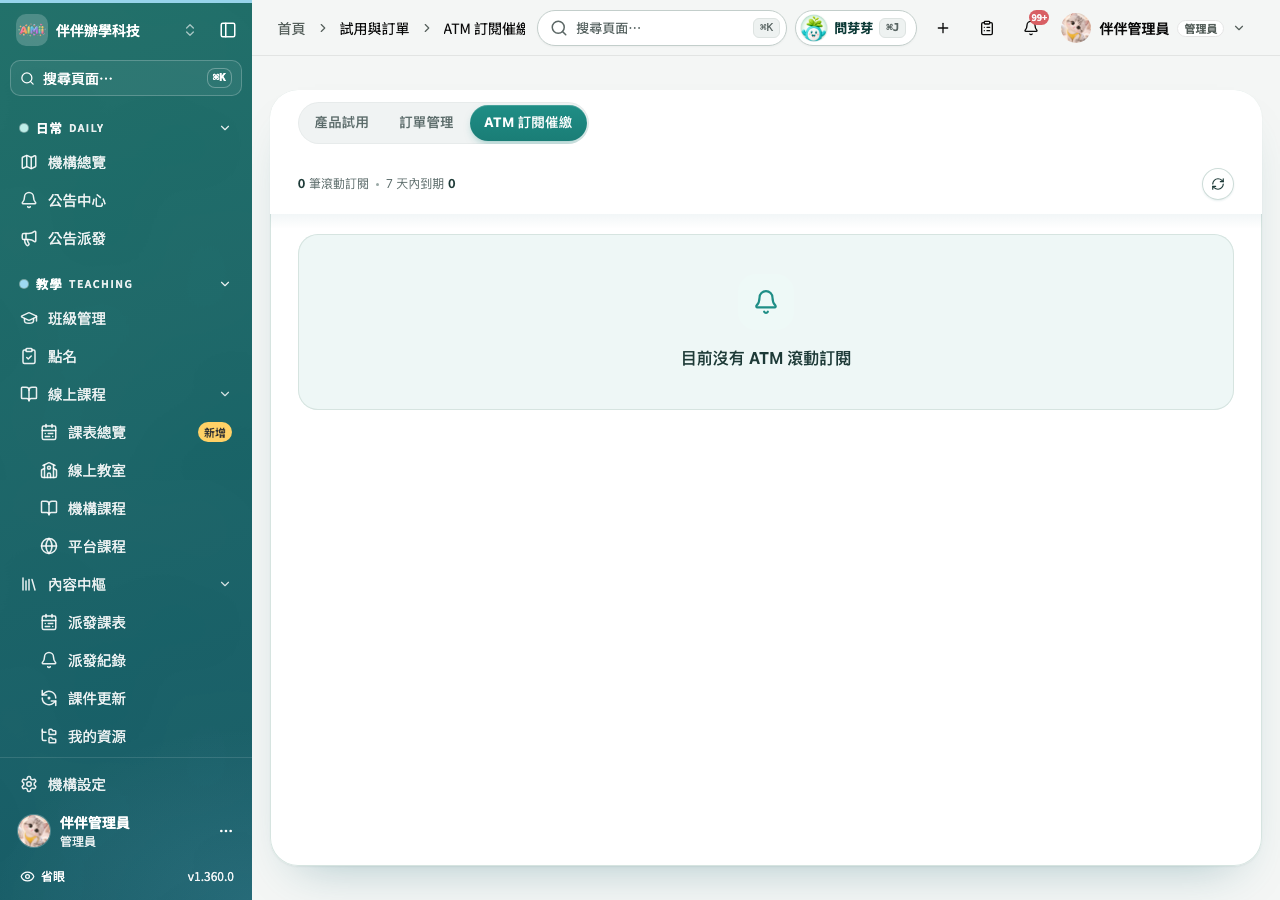 伴伴辦學科技
搜尋頁面… ⌘K
日常 DAILY
機構總覽
公告中心
公告派發
教學 TEACHING
班級管理
點名
線上課程
課表總覽 新增
線上教室
機構課程
平台課程
內容中樞
派發課表
派發紀錄
課件更新
我的資源
機構設定
伴伴管理員
管理員
省眼 v1.360.0
首頁 > 試用與訂單 > ATM 訂閱催繳
搜尋頁面… ⌘K
問芽芽 ⌘J
99+
伴伴管理員 管理員
產品試用 訂單管理 ATM 訂閱催繳
0 筆滾動訂閱 • 7 天內到期 0
目前沒有 ATM 滾動訂閱